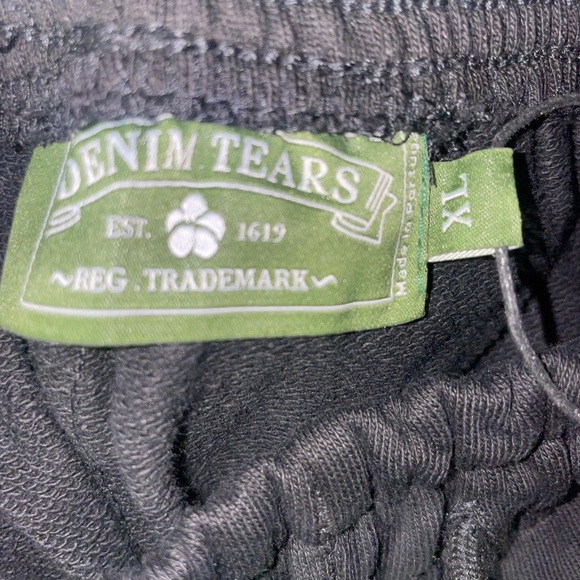 DENIM TEARS
EST. 1619
~REG. TRADEMARK~
Made in Portugal
XL